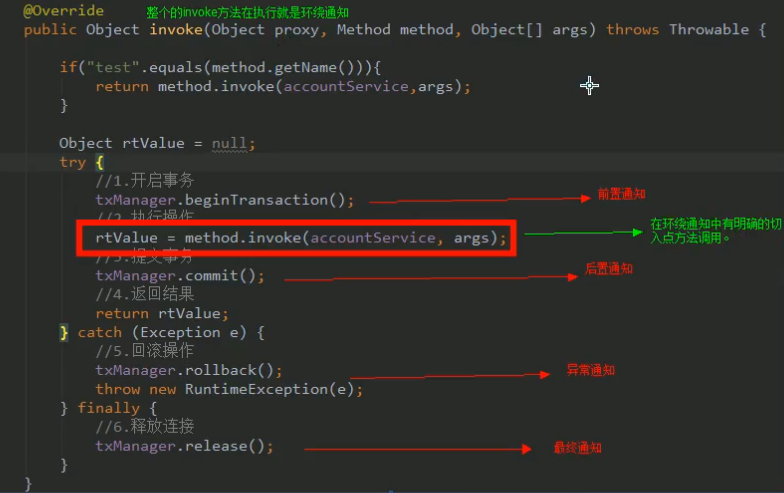 @Override 整个的invoke方法在执行就是环绕通知
public Object invoke(Object proxy, Method method, Object[] args) throws Throwable {
if("test".equals(method.getName())){
return method.invoke(accountService,args);
}
Object rtValue = null;
try {
//1.开启事务
txManager.beginTransaction(); 前置通知
//2.执行操作
rtValue = method.invoke(accountService, args); 在环绕通知中有明确的切
入点方法调用。
//3.提交事务
txManager.commit(); 后置通知
//4.返回结果
return rtValue;
} catch (Exception e) {
//5.回滚操作
txManager.rollback(); 异常通知
throw new RuntimeException(e);
} finally {
//6.释放连接
txManager.release(); 最终通知
}
}